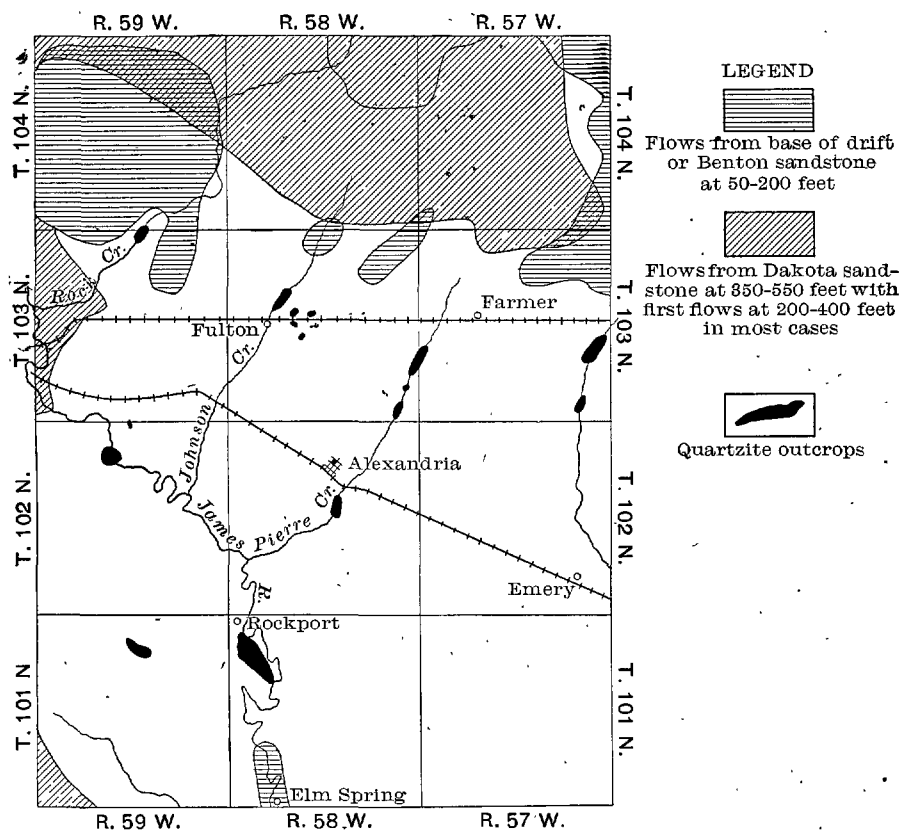 R. 59 W. R. 58 W. R. 57 W.
T. 104 N.
T. 104 N.
LEGEND
Flows from base of drift
or Benton sandstone
at 50-200 feet
Flows from Dakota sand-
stone at 350-550 feet with
first flows at 200-400 feet
in most cases
Quartzite outcrops
T. 103 N.
T. 103 N.
Rock Cr.
Farmer
Fulton
Johnson Cr.
Alexandria
T. 102 N.
T. 102 N.
James R.
Pierre Cr.
Emery
Rockport
T. 101 N
T. 101 N.
Elm Spring
R. 59 W. R. 58 W. R. 57 W.